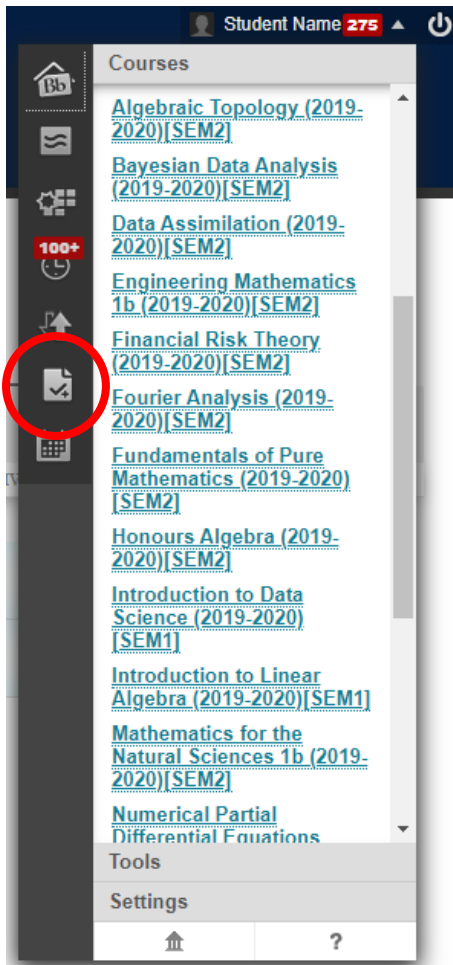 Student Name 275
Courses
Bb
Algebraic Topology (2019-
2020)[SEM2]
Bayesian Data Analysis
(2019-2020)[SEM2]
Data Assimilation (2019-
2020)[SEM2]
100+
Engineering Mathematics
1b (2019-2020)[SEM2]
Financial Risk Theory
(2019-2020)[SEM2]
Fourier Analysis (2019-
2020)[SEM2]
Fundamentals of Pure
Mathematics (2019-2020)
[SEM2]
Honours Algebra (2019-
2020)[SEM2]
Introduction to Data
Science (2019-2020)
[SEM1]
Introduction to Linear
Algebra (2019-2020)[SEM1]
Mathematics for the
Natural Sciences 1b (2019-
2020)[SEM2]
Numerical Partial
Differential Equations
Tools
Settings
?